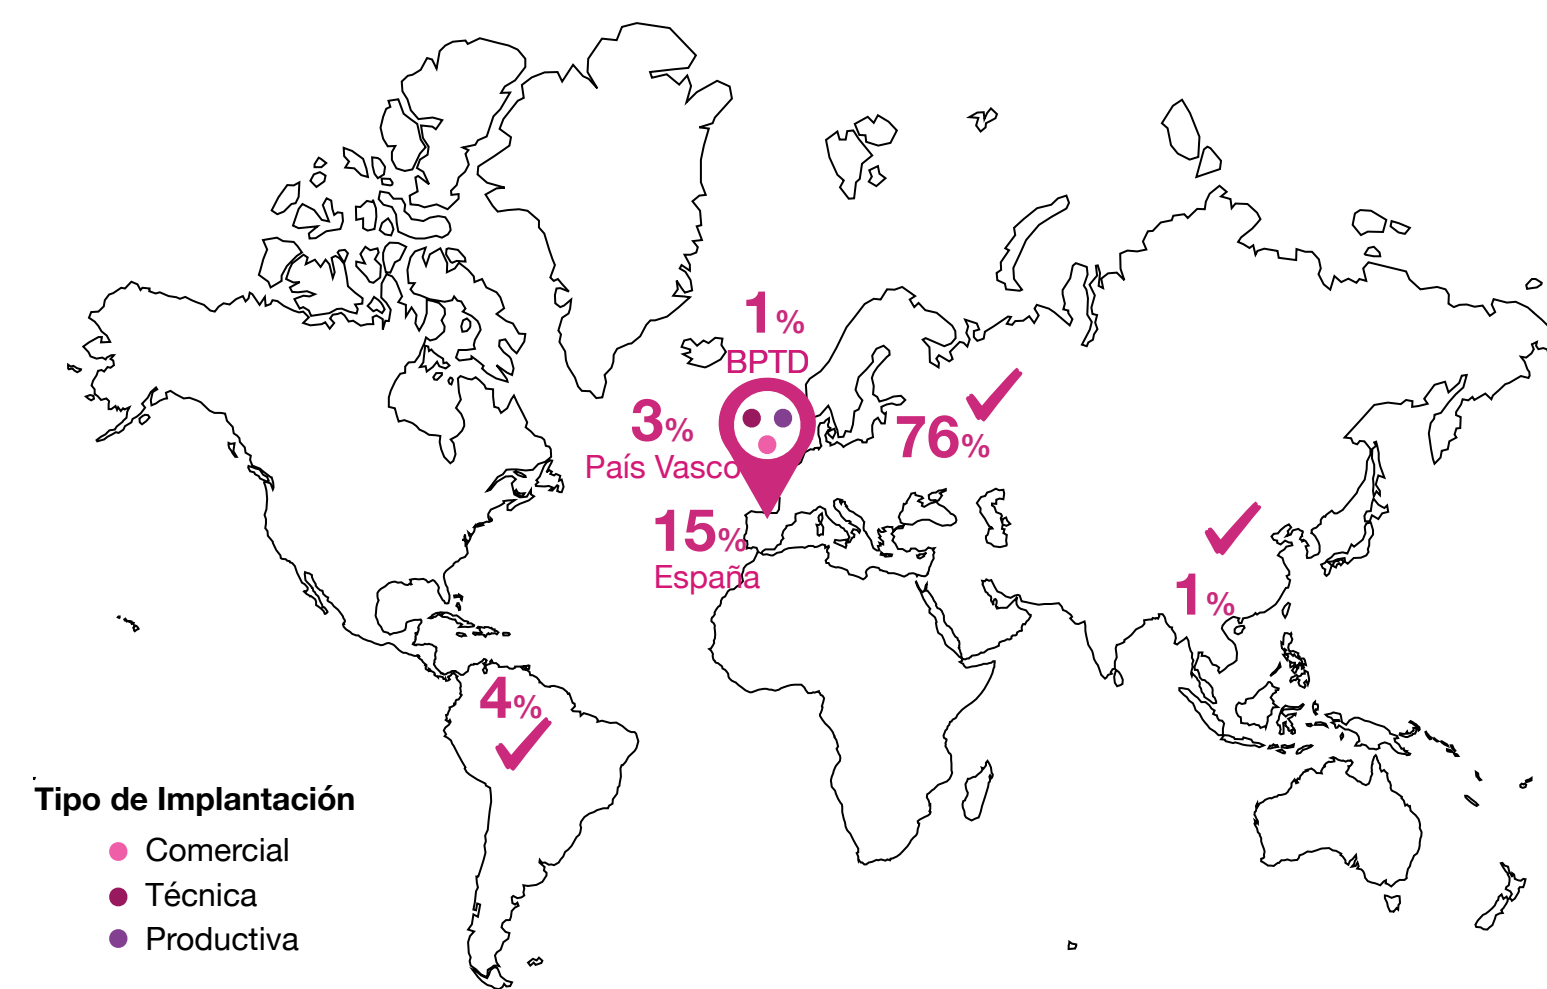 1%
BPTD
3%
País Vasco
76%
15%
España
1%
4%
Tipo de Implantación
Comercial
Técnica
Productiva